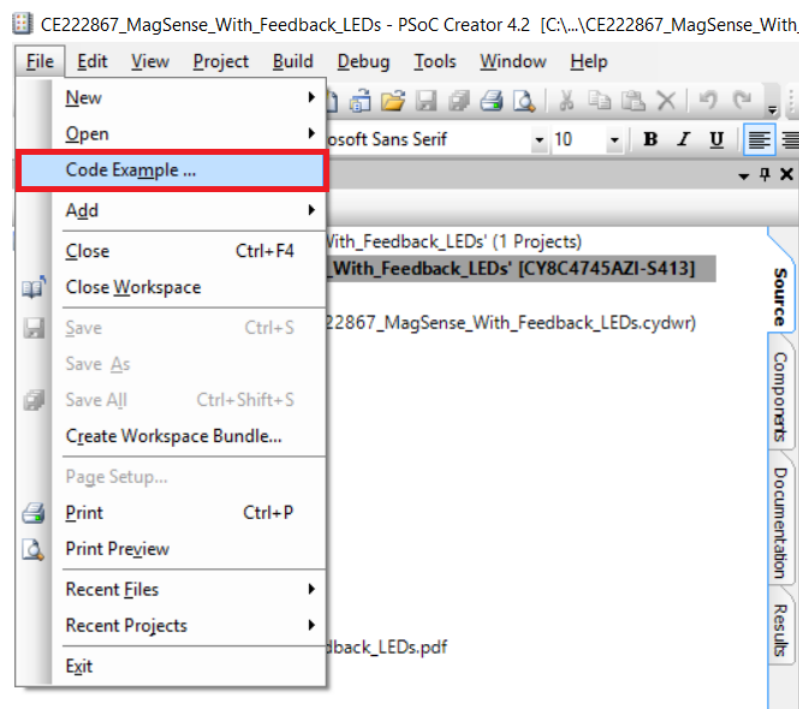 CE222867_MagSense_With_Feedback_LEDs - PSoC Creator 4.2 [C:\...\CE222867_MagSense_With_
File Edit View Project Build Debug Tools Window Help
New
osoft Sans Serif 10 B I U
Open
Code Example ...
Add
Close Ctrl+F4
Close Workspace
Save Ctrl+S
Save As
Save All Ctrl+Shift+S
Create Workspace Bundle...
Page Setup...
Print Ctrl+P
Print Preview
Recent Files
Recent Projects
Exit
With_Feedback_LEDs' (1 Projects)
_With_Feedback_LEDs' [CY8C4745AZI-S413]
22867_MagSense_With_Feedback_LEDs.cydwr)
dback_LEDs.pdf
Source
Components
Documentation
Results